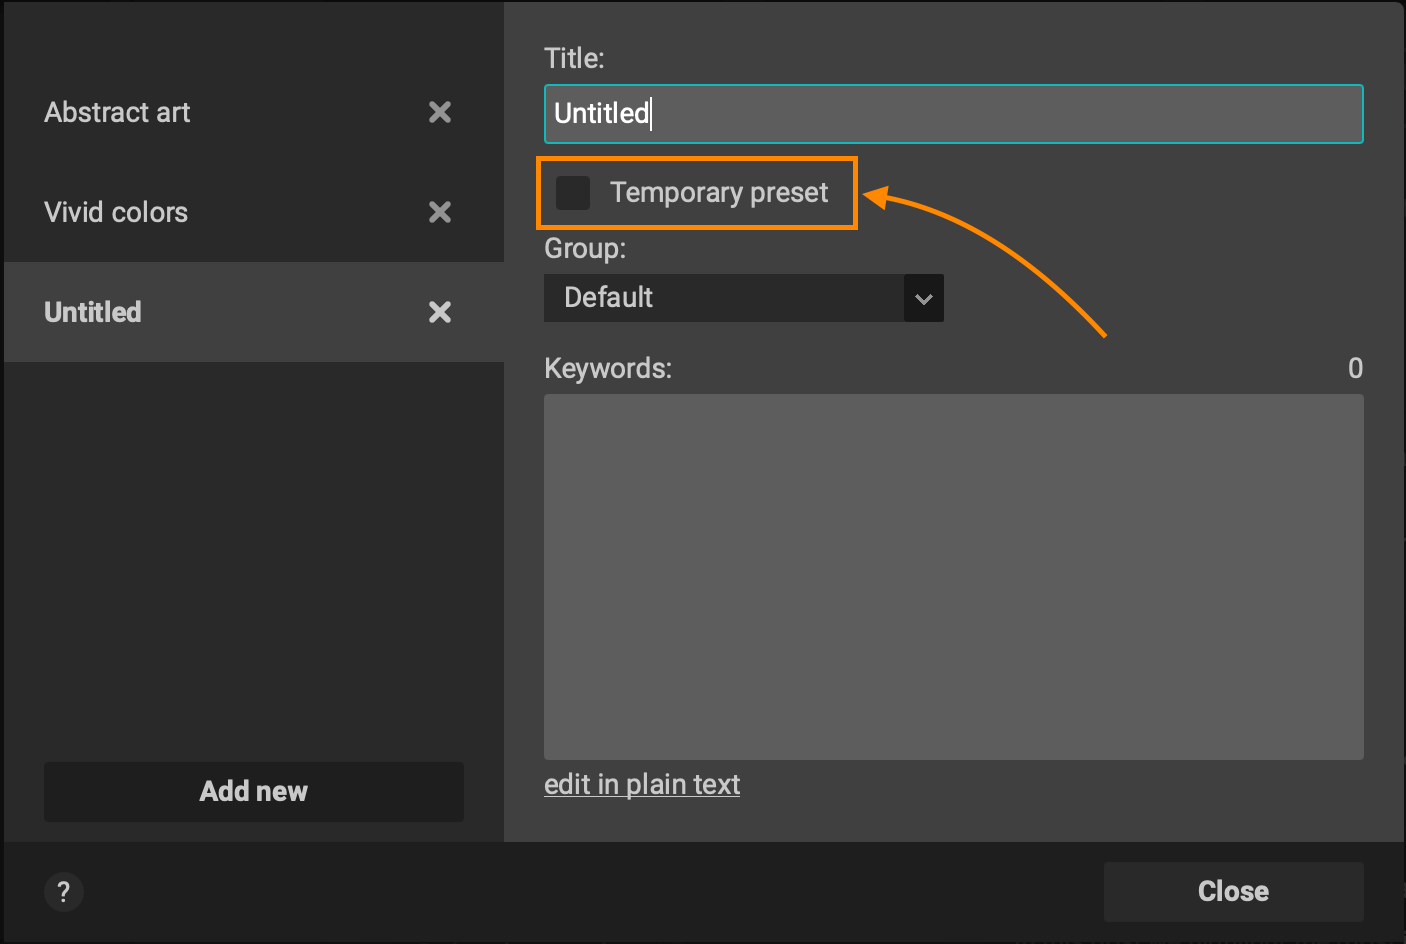 Abstract art
Vivid colors
Untitled
Add new
Title:
Untitled
Temporary preset
Group:
Default
Keywords: 0
edit in plain text
?
Close